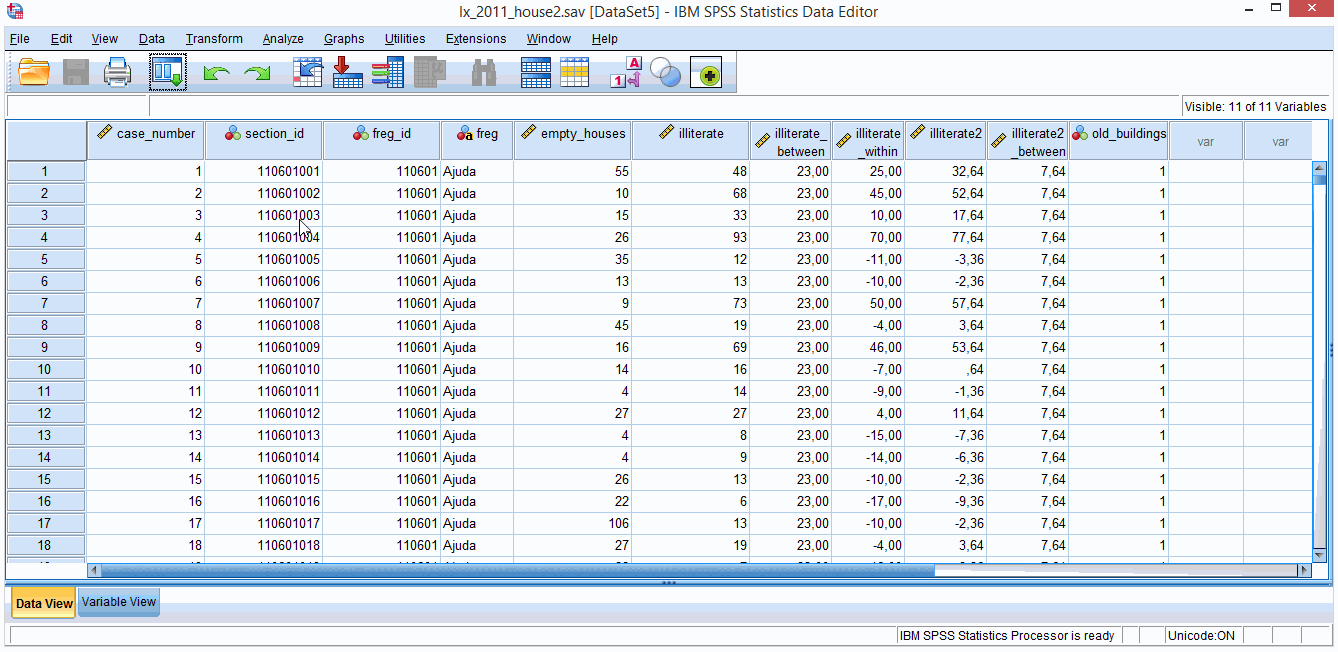 lx_2011_house2.sav [DataSet5] - IBM SPSS Statistics Data Editor
File Edit View Data Transform Analyze Graphs Utilities Extensions Window Help
A
1
Visible: 11 of 11 Variables
case_number section_id freg_id a freg empty_houses illiterate illiterate_between illiterate_within illiterate2 illiterate2_between old_buildings var var
1 1 110601001 110601 Ajuda 55 48 23,00 25,00 32,64 7,64 1
2 2 110601002 110601 Ajuda 10 68 23,00 45,00 52,64 7,64 1
3 3 110601003 110601 Ajuda 15 33 23,00 10,00 17,64 7,64 1
4 4 110601004 110601 Ajuda 26 93 23,00 70,00 77,64 7,64 1
5 5 110601005 110601 Ajuda 35 12 23,00 -11,00 -3,36 7,64 1
6 6 110601006 110601 Ajuda 13 13 23,00 -10,00 -2,36 7,64 1
7 7 110601007 110601 Ajuda 9 73 23,00 50,00 57,64 7,64 1
8 8 110601008 110601 Ajuda 45 19 23,00 -4,00 3,64 7,64 1
9 9 110601009 110601 Ajuda 16 69 23,00 46,00 53,64 7,64 1
10 10 110601010 110601 Ajuda 14 16 23,00 -7,00 ,64 7,64 1
11 11 110601011 110601 Ajuda 4 14 23,00 -9,00 -1,36 7,64 1
12 12 110601012 110601 Ajuda 27 27 23,00 4,00 11,64 7,64 1
13 13 110601013 110601 Ajuda 4 8 23,00 -15,00 -7,36 7,64 1
14 14 110601014 110601 Ajuda 4 9 23,00 -14,00 -6,36 7,64 1
15 15 110601015 110601 Ajuda 26 13 23,00 -10,00 -2,36 7,64 1
16 16 110601016 110601 Ajuda 22 6 23,00 -17,00 -9,36 7,64 1
17 17 110601017 110601 Ajuda 106 13 23,00 -10,00 -2,36 7,64 1
18 18 110601018 110601 Ajuda 27 19 23,00 -4,00 3,64 7,64 1
Data View Variable View
IBM SPSS Statistics Processor is ready Unicode:ON